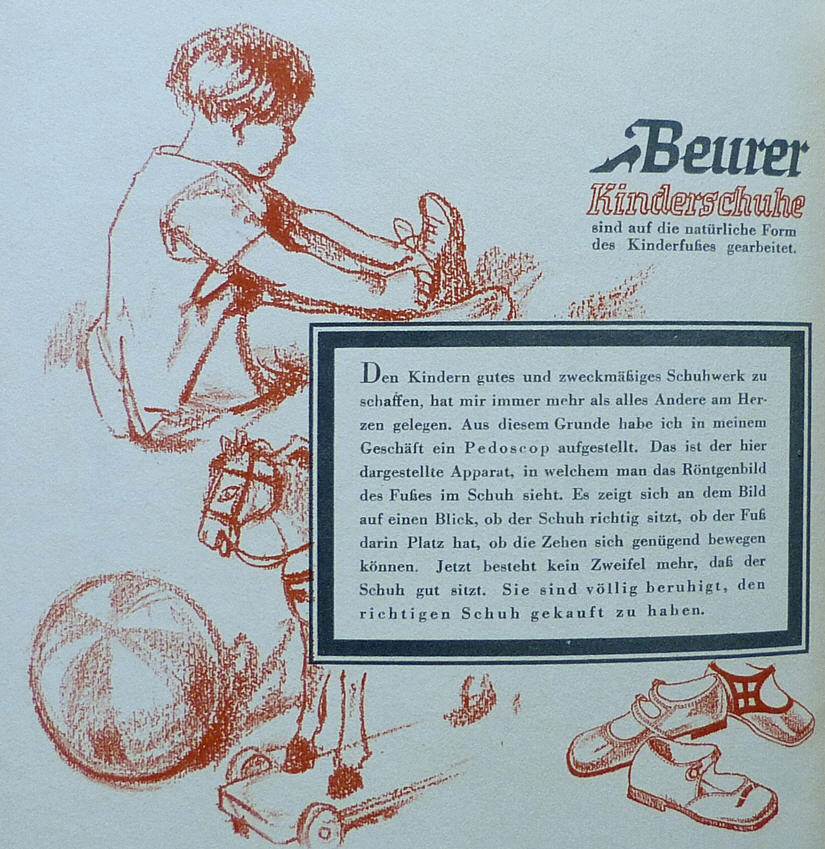 Beurer
Kinderschuhe
sind auf die natürliche Form
des Kinderfußes gearbeitet.
Den Kindern gutes und zweckmäßiges Schuhwerk zu
schaffen, hat mir immer mehr als alles Andere am Her-
zen gelegen. Aus diesem Grunde habe ich in meinem
Geschäft ein Pedoscop aufgestellt. Das ist der hier
dargestellte Apparat, in welchem man das Röntgenbild
des Fußes im Schuh sieht. Es zeigt sich an dem Bild
auf einen Blick, ob der Schuh richtig sitzt, ob der Fuß
darin Platz hat, ob die Zehen sich genügend bewegen
können. Jetzt besteht kein Zweifel mehr, daß der
Schuh gut sitzt. Sie sind völlig beruhigt, den
richtigen Schuh gekauft zu haben.